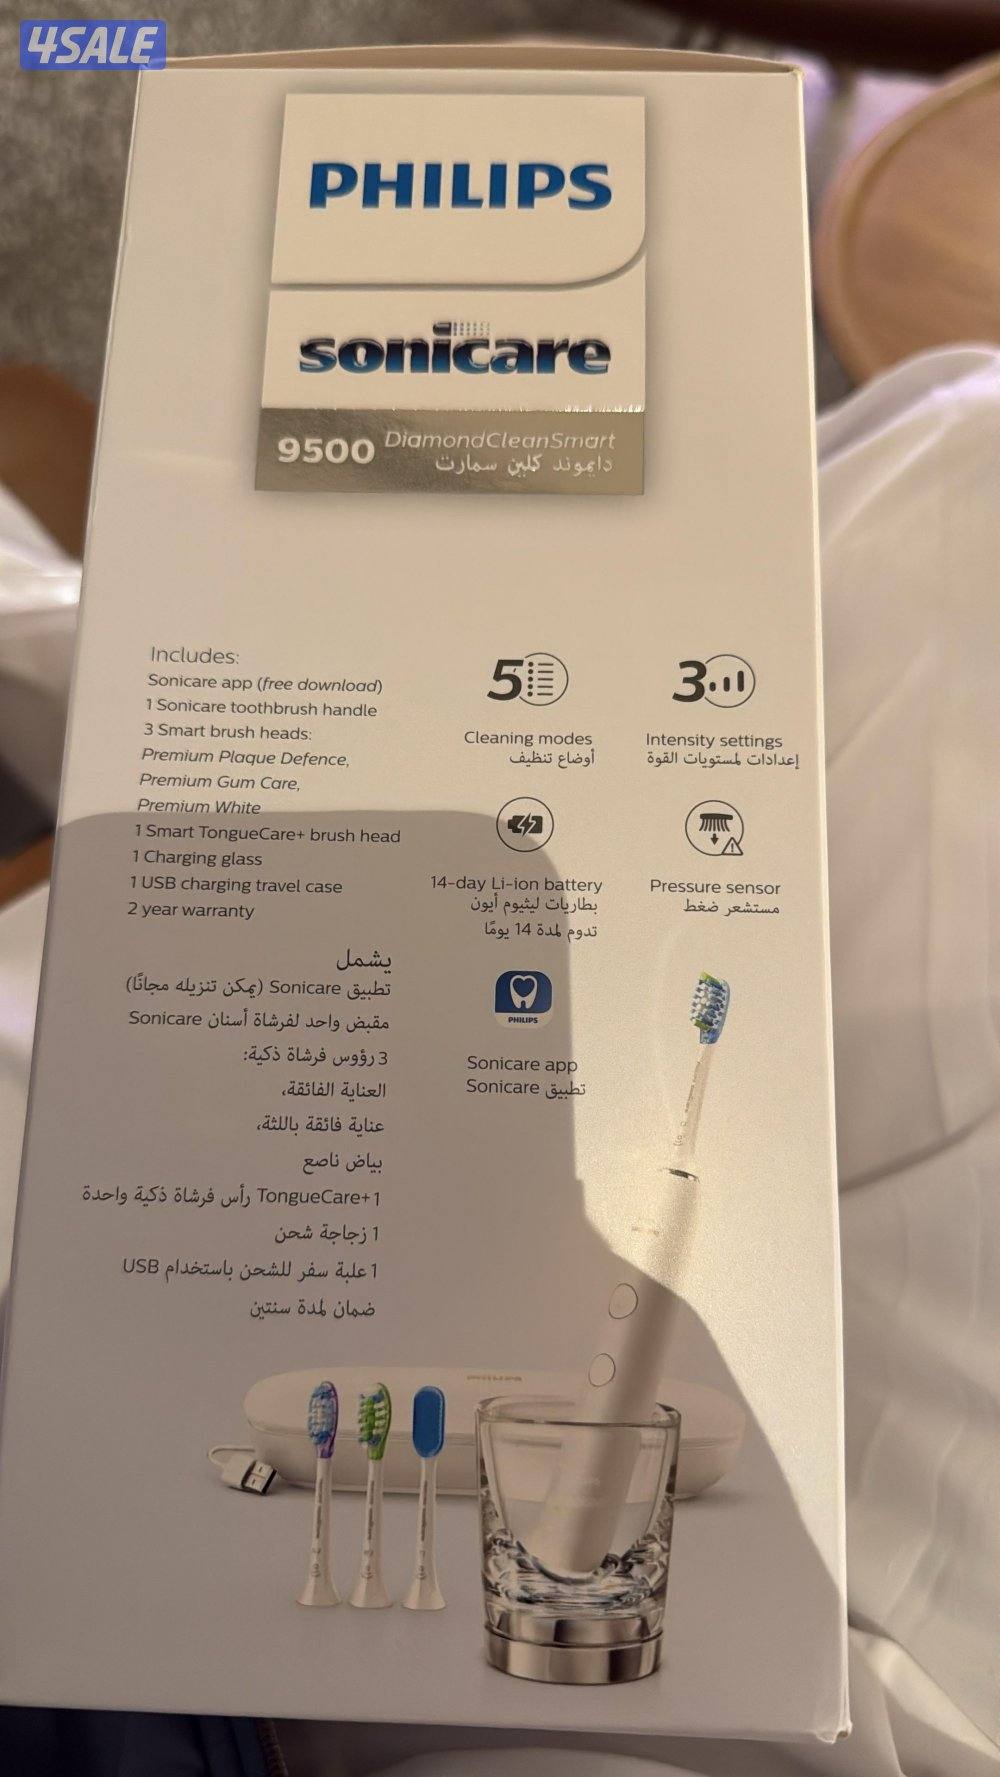 4SALE
PHILIPS
sonicare
9500 DiamondCleanSmart
دايموند كلين سمارت
Includes:
Sonicare app (free download)
1 Sonicare toothbrush handle
3 Smart brush heads:
Premium Plaque Defence,
Premium Gum Care,
Premium White
1 Smart TongueCare+ brush head
1 Charging glass
1 USB charging travel case
2 year warranty
يشمل
تطبيق Sonicare (يمكن تنزيله مجانًا)
مقبض واحد لفرشاة أسنان Sonicare
3 رؤوس فرشاة ذكية:
العناية الفائقة،
عناية فائقة باللثة،
بياض ناصع
1 TongueCare+ رأس فرشاة ذكية واحدة
1 زجاجة شحن
1 علبة سفر للشحن باستخدام USB
ضمان لمدة سنتين
5
Cleaning modes
أوضاع تنظيف
3
Intensity settings
إعدادات لمستويات القوة
14-day Li-ion battery
بطاريات ليثيوم أيون
تدوم لمدة 14 يومًا
Pressure sensor
مستشعر ضغط
PHILIPS
Sonicare app
تطبيق Sonicare
PHILIPS